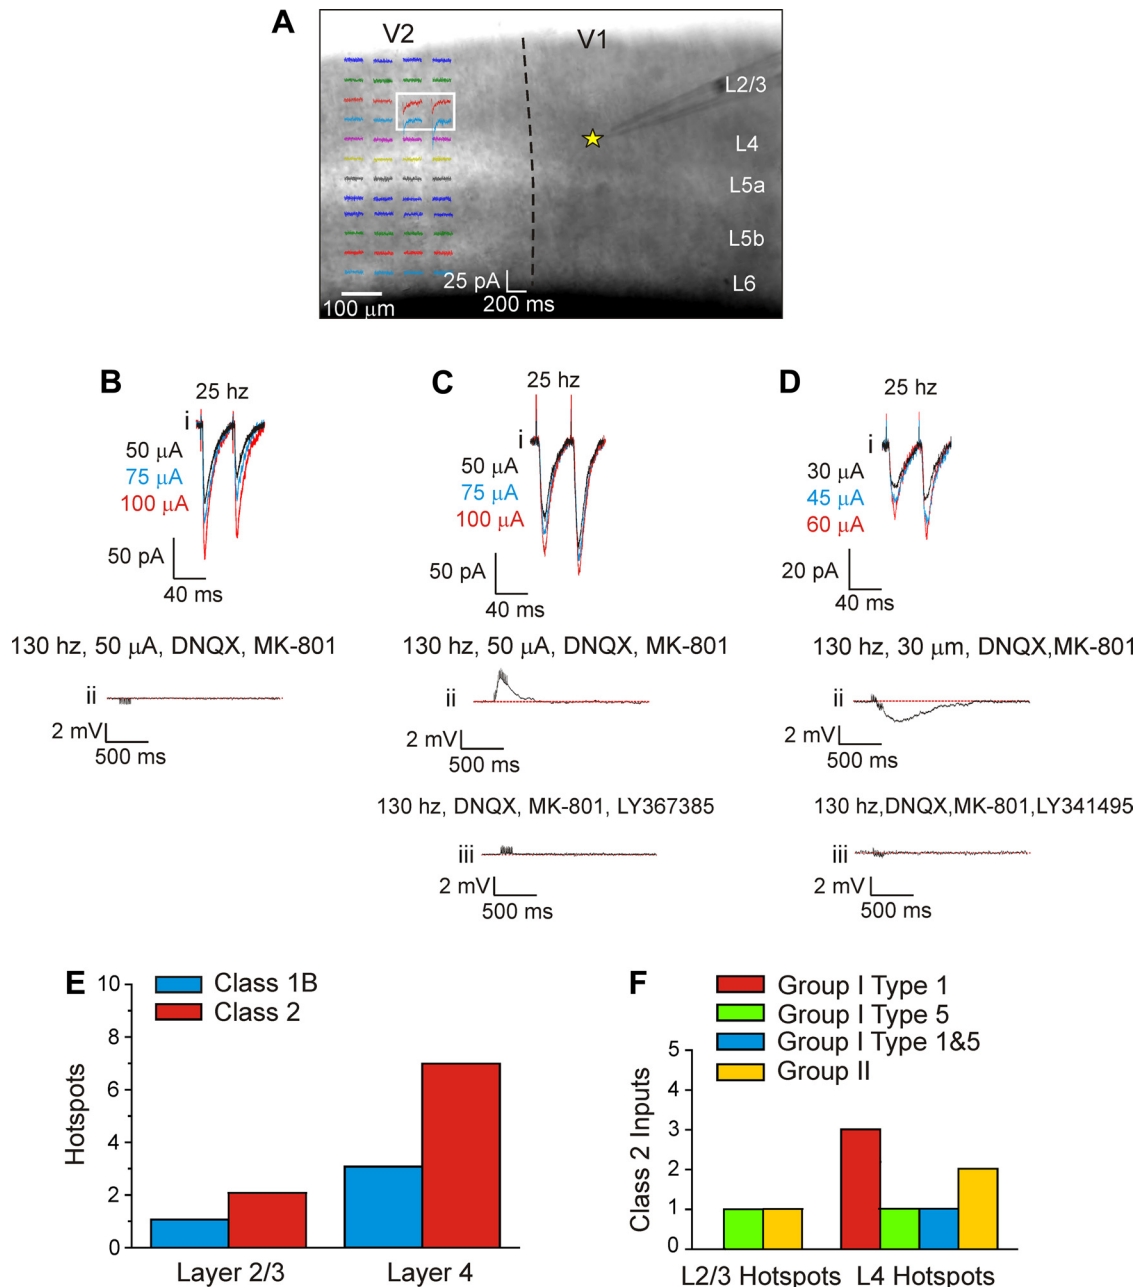 A
V2
V1
L2/3
L4
L5a
L5b
L6
25 pA
200 ms
100 μm
B
25 hz
i
50 μA
75 μA
100 μA
50 pA
40 ms
130 hz, 50 μA, DNQX, MK-801
ii
2 mV
500 ms
C
25 hz
i
50 μA
75 μA
100 μA
50 pA
40 ms
130 hz, 50 μA, DNQX, MK-801
ii
2 mV
500 ms
130 hz, DNQX, MK-801, LY367385
iii
2 mV
500 ms
D
25 hz
i
30 μA
45 μA
60 μA
20 pA
40 ms
130 hz, 30 μm, DNQX,MK-801
ii
2 mV
500 ms
130 hz,DNQX,MK-801,LY341495
iii
2 mV
500 ms
E
Class 1B
Class 2
10
8
6
4
2
0
Hotspots
Layer 2/3
Layer 4
F
Group I Type 1
Group I Type 5
Group I Type 1&5
Group II
5
4
3
2
1
0
Class 2 Inputs
L2/3 Hotspots
L4 Hotspots